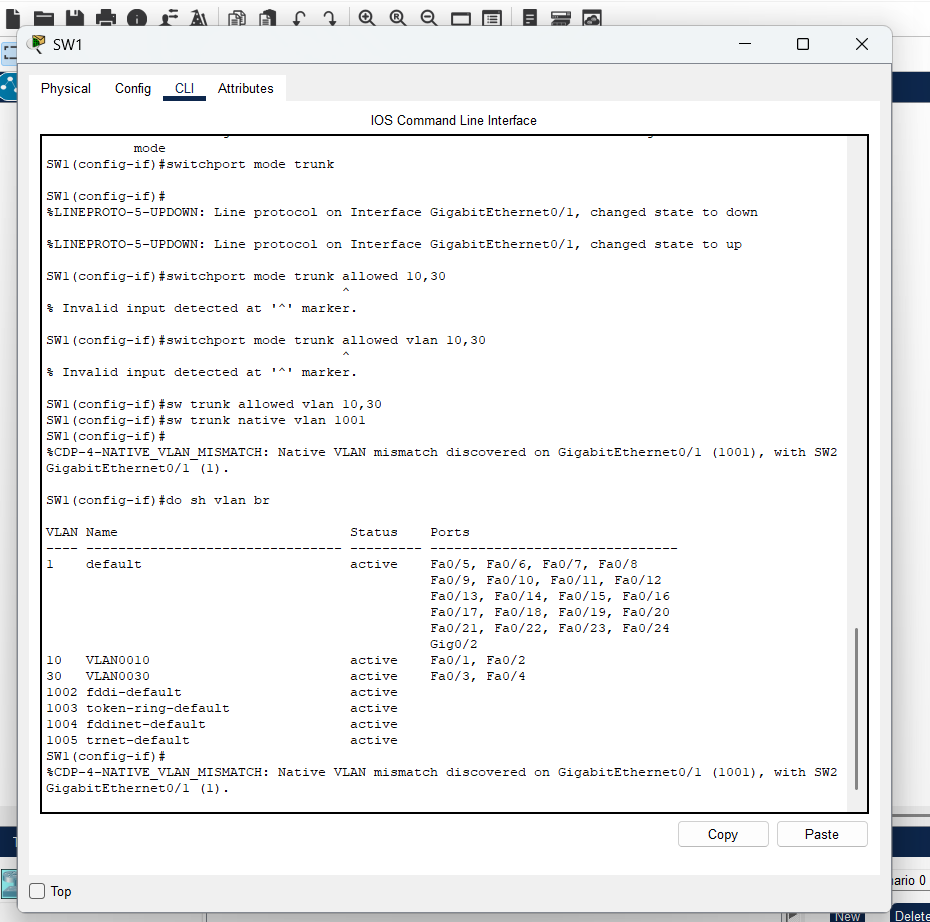 SW1
Physical Config CLI Attributes
IOS Command Line Interface
mode
SW1(config-if)#switchport mode trunk
SW1(config-if)#
%LINEPROTO-5-UPDOWN: Line protocol on Interface GigabitEthernet0/1, changed state to down
%LINEPROTO-5-UPDOWN: Line protocol on Interface GigabitEthernet0/1, changed state to up
SW1(config-if)#switchport mode trunk allowed 10,30
^
% Invalid input detected at '^' marker.
SW1(config-if)#switchport mode trunk allowed vlan 10,30
^
% Invalid input detected at '^' marker.
SW1(config-if)#sw trunk allowed vlan 10,30
SW1(config-if)#sw trunk native vlan 1001
SW1(config-if)#
%CDP-4-NATIVE_VLAN_MISMATCH: Native VLAN mismatch discovered on GigabitEthernet0/1 (1001), with SW2
GigabitEthernet0/1 (1).
SW1(config-if)#do sh vlan br
VLAN Name Status Ports
---- -------------------------------- --------- -------------------------------
1 default active Fa0/5, Fa0/6, Fa0/7, Fa0/8
Fa0/9, Fa0/10, Fa0/11, Fa0/12
Fa0/13, Fa0/14, Fa0/15, Fa0/16
Fa0/17, Fa0/18, Fa0/19, Fa0/20
Fa0/21, Fa0/22, Fa0/23, Fa0/24
Gig0/2
10 VLAN0010 active Fa0/1, Fa0/2
30 VLAN0030 active Fa0/3, Fa0/4
1002 fddi-default active
1003 token-ring-default active
1004 fddinet-default active
1005 trnet-default active
SW1(config-if)#
%CDP-4-NATIVE_VLAN_MISMATCH: Native VLAN mismatch discovered on GigabitEthernet0/1 (1001), with SW2
GigabitEthernet0/1 (1).
Copy Paste
Top
ario 0
New Delete